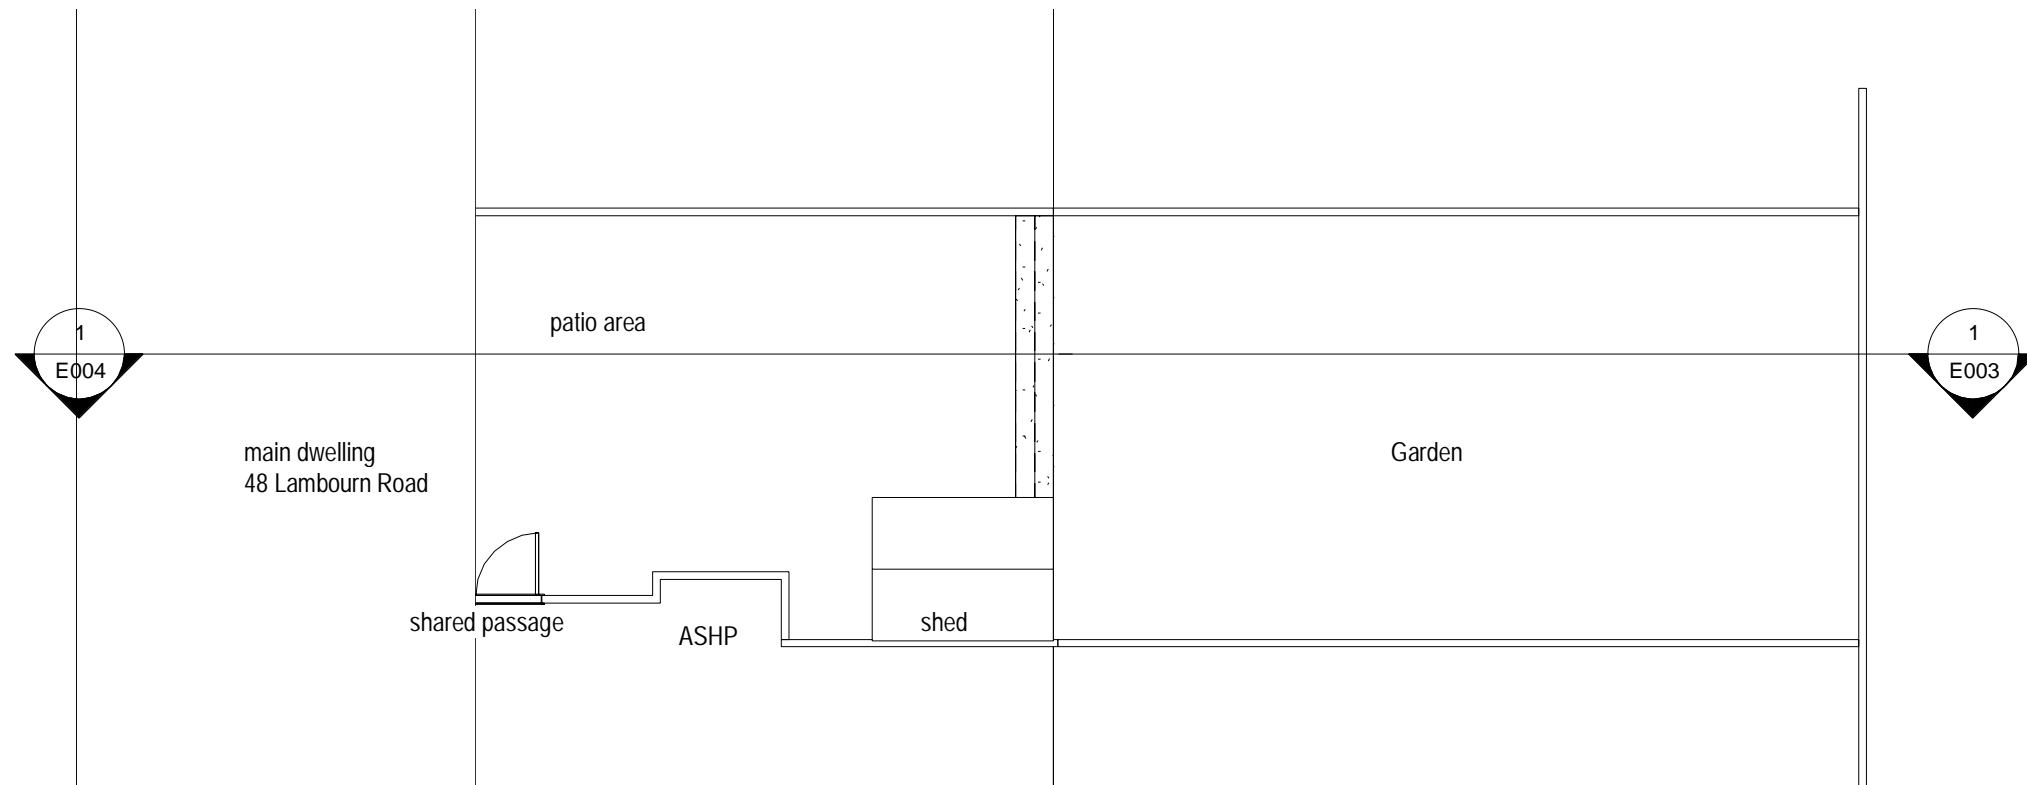 patio area
1
E004
1
E003
main dwelling
48 Lambourn Road
Garden
shared passage
ASHP
shed